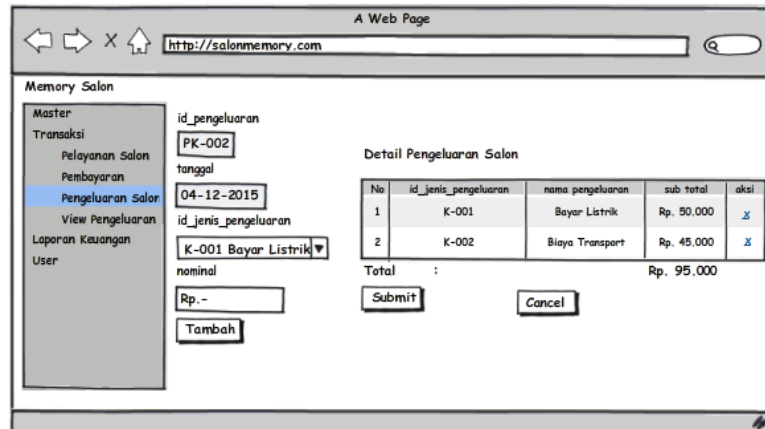 A Web Page
X
http://salonmemory.com
Memory Salon
Master
Transaksi
Pelayanan Salon
Pembayaran
Pengeluaran Salon
View Pengeluaran
Laporan Keuangan
User
id_pengeluaran
PK-002
tanggal
04-12-2015
id_jenis_pengeluaran
K-001 Bayar Listrik
nominal
Rp.-
Tambah
Detail Pengeluaran Salon
No id_jenis_pengeluaran nama pengeluaran sub total aksi
1 K-001 Bayar Listrik Rp. 50.000 x
2 K-002 Biaya Transport Rp. 45.000 x
Total : Rp. 95.000
Submit Cancel